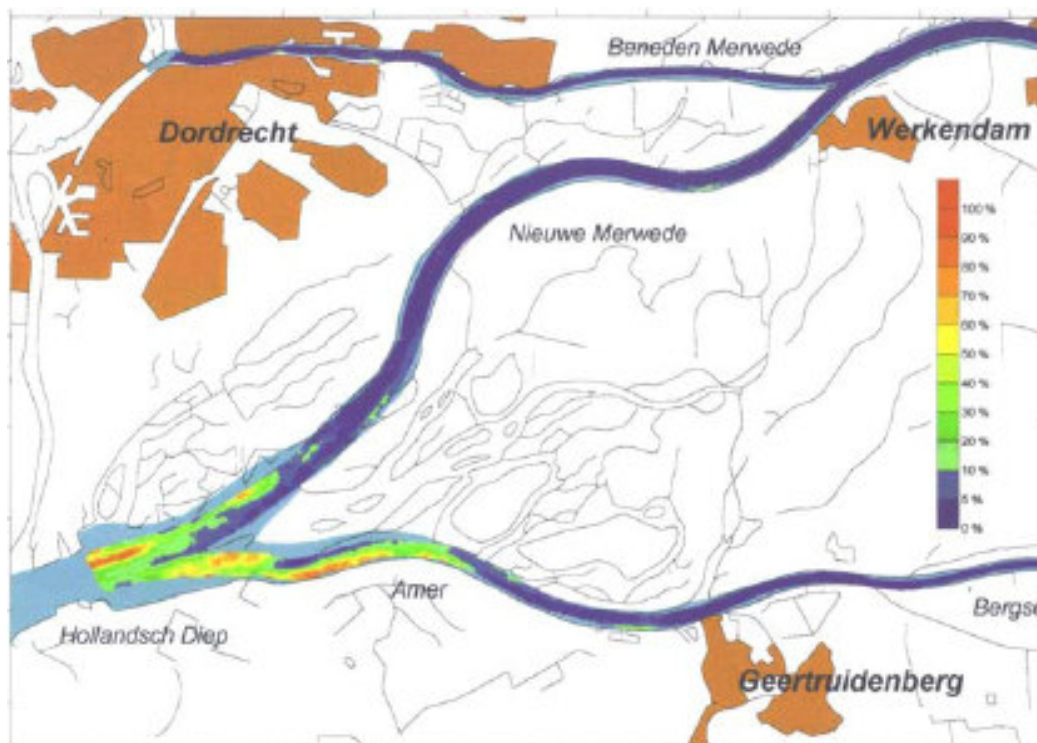 Beneden Merwede
Dordrecht
Werkendam
Nieuwe Merwede
100 %
90 %
80 %
70 %
60 %
50 %
40 %
30 %
20 %
10 %
5 %
0 %
Amer
Bergse
Hollandsch Diep
Geertruidenberg